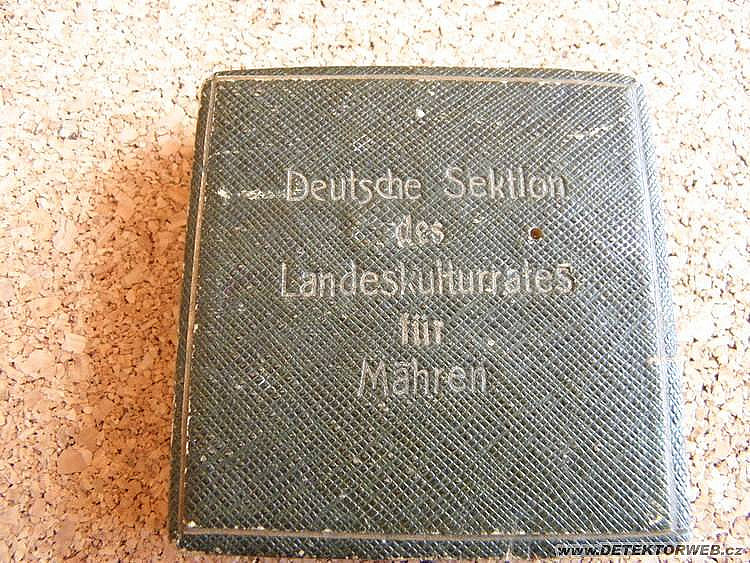 Deutsche Sektion
des
Landeskulturrates
für
Mähren
www.DETEKTORWEB.cz